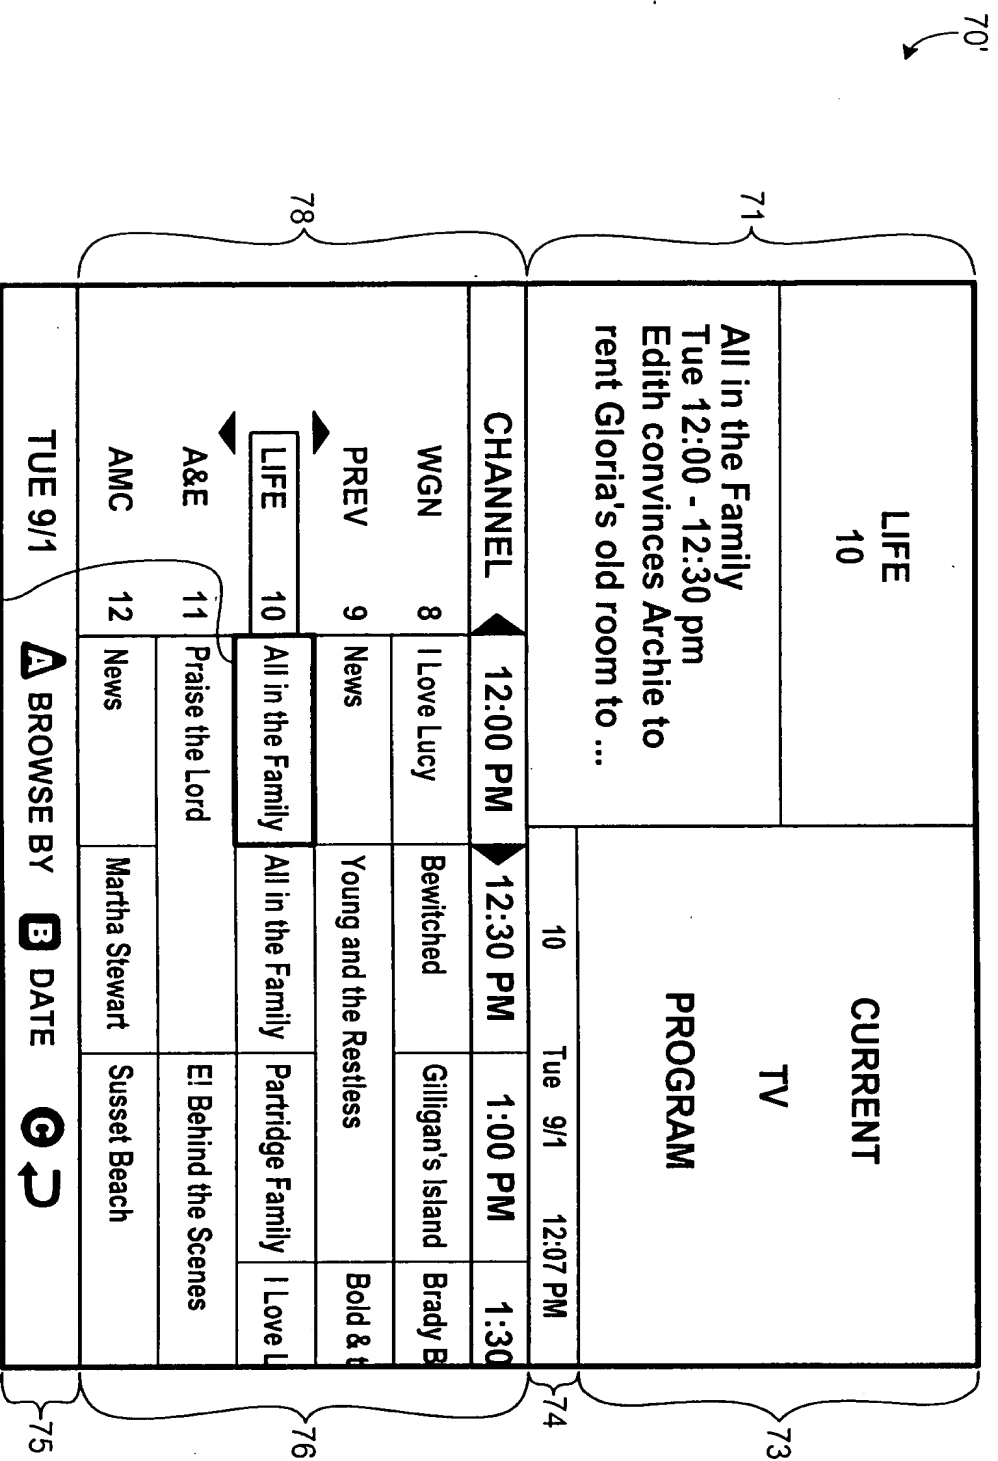 70'
71
LIFE
10
All in the Family
Tue 12:00 - 12:30 pm
Edith convinces Archie to
rent Gloria's old room to ...
CURRENT
TV
PROGRAM
73
10 Tue 9/1 12:07 PM
74
78
CHANNEL 12:00 PM 12:30 PM 1:00 PM 1:30
WGN 8 I Love Lucy Bewitched Gilligan's Island Brady B
PREV 9 News Young and the Restless Bold & t
LIFE 10 All in the Family All in the Family Partridge Family I Love L
A&E 11 Praise the Lord E! Behind the Scenes
AMC 12 News Martha Stewart Susset Beach
76
TUE 9/1 A BROWSE BY B DATE C
75